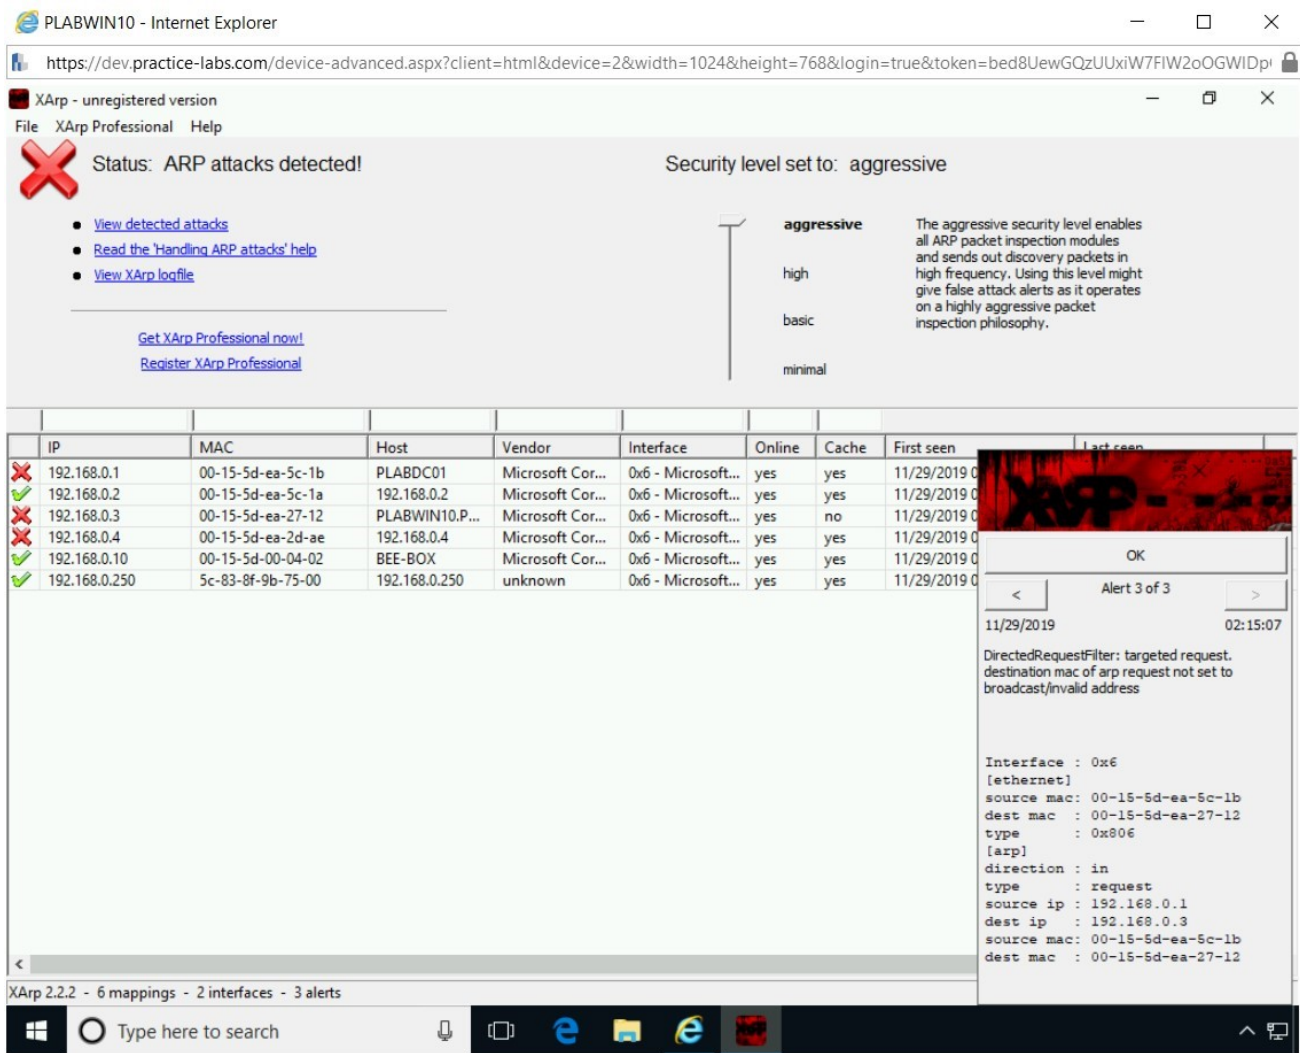 PLABWIN10 - Internet Explorer
https://dev.practice-labs.com/device-advanced.aspx?client=html&device=2&width=1024&height=768&login=true&token=bed8UewGQzUUxiW7FIW2oOGWIDp
XArp - unregistered version
File XArp Professional Help
Status: ARP attacks detected!
View detected attacks
Read the 'Handling ARP attacks' help
View XArp logfile
Get XArp Professional now!
Register XArp Professional
Security level set to: aggressive
aggressive
high
basic
minimal
The aggressive security level enables
all ARP packet inspection modules
and sends out discovery packets in
high frequency. Using this level might
give false attack alerts as it operates
on a highly aggressive packet
inspection philosophy.
IP MAC Host Vendor Interface Online Cache First seen Last seen
192.168.0.1 00-15-5d-ea-5c-1b PLABDC01 Microsoft Cor... 0x6 - Microsoft... yes yes 11/29/2019 0
192.168.0.2 00-15-5d-ea-5c-1a 192.168.0.2 Microsoft Cor... 0x6 - Microsoft... yes yes 11/29/2019 0
192.168.0.3 00-15-5d-ea-27-12 PLABWIN10.P... Microsoft Cor... 0x6 - Microsoft... yes no 11/29/2019 0
192.168.0.4 00-15-5d-ea-2d-ae 192.168.0.4 Microsoft Cor... 0x6 - Microsoft... yes yes 11/29/2019 0
192.168.0.10 00-15-5d-00-04-02 BEE-BOX Microsoft Cor... 0x6 - Microsoft... yes yes 11/29/2019 0
192.168.0.250 5c-83-8f-9b-75-00 192.168.0.250 unknown 0x6 - Microsoft... yes yes 11/29/2019 0
XARP
OK
< Alert 3 of 3 >
11/29/2019 02:15:07
DirectedRequestFilter: targeted request.
destination mac of arp request not set to
broadcast/invalid address
Interface : 0x6
[ethernet]
source mac: 00-15-5d-ea-5c-1b
dest mac : 00-15-5d-ea-27-12
type : 0x806
[arp]
direction : in
type : request
source ip : 192.168.0.1
dest ip : 192.168.0.3
source mac: 00-15-5d-ea-5c-1b
dest mac : 00-15-5d-ea-27-12
XArp 2.2.2 - 6 mappings - 2 interfaces - 3 alerts
Type here to search